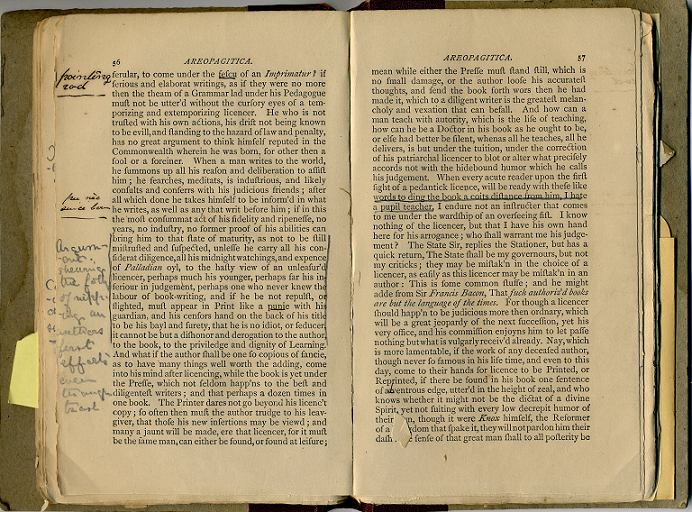 56 AREOPAGITICA.
ferular, to come under the fescu of an Imprimatur? if
serious and elaborat writings, as if they were no more
then the theam of a Grammar lad under his Pedagogue
must not be utter'd without the cursory eyes of a tem-
porizing and extemporizing licencer. He who is not
trusted with his own actions, his drift not being known
to be evil, and standing to the hazard of law and penalty,
has no great argument to think himself reputed in the
Commonwealth wherein he was born, for other then a
fool or a foreiner. When a man writes to the world,
he summons up all his reason and deliberation to assist
him; he searches, meditats, is industrious, and likely
consults and conferrs with his judicious friends; after
all which done he takes himself to be inform'd in what
he writes, as well as any that writ before him; if in this
the most consummat act of his fidelity and ripenesse, no
years, no industry, no former proof of his abilities can
bring him to that state of maturity, as not to be still
mistrusted and suspected, unlesse he carry all his con-
siderat diligence, all his midnight watchings, and expence
of Palladian oyl, to the hasty view of an unleasur'd
licencer, perhaps much his younger, perhaps far his in-
feriour in judgement, perhaps one who never knew the
labour of book-writing, and if he be not repulst, or
slighted, must appear in Print like a punie with his
guardian, and his censors hand on the back of his title
to be his bayl and surety, that he is no idiot, or seducer,
it cannot be but a dishonor and derogation to the author,
to the book, to the priviledge and dignity of Learning.
And what if the author shall be one so copious of fancie,
as to have many things well worth the adding, come
into his mind after licencing, while the book is yet under
the Presse, which not seldom happ'ns to the best and
diligentest writers; and that perhaps a dozen times in
one book. The Printer dares not go beyond his licenc't
copy; so often then must the author trudge to his leav-
giver, that those his new insertions may be viewd; and
many a jaunt will be made, ere that licencer, for it must
be the same man, can either be found, or found at leisure;
pointing
rod
since born
AREOPAGITICA. 57
mean while either the Presse must stand still, which is
no small damage, or the author loose his accuratest
thoughts, and send the book forth wors then he had
made it, which to a diligent writer is the greatest melan-
choly and vexation that can befall. And how can a
man teach with autority, which is the life of teaching,
how can he be a Doctor in his book as he ought to be,
or else had better be silent, whenas all he teaches, all he
delivers, is but under the tuition, under the correction
of his patriarchal licencer to blot or alter what precisely
accords not with the hidebound humor which he calls
his judgement. When every acute reader upon the first
sight of a pedantick licence, will be ready with these like
words to ding the book a coits distance from him, I hate
a pupil teacher, I endure not an instructer that comes
to me under the wardship of an overseeing fist. I know
nothing of the licencer, but that I have his own hand
here for his arrogance; who shall warrant me his judge-
ment? The State Sir, replies the Stationer, but has a
quick return, The State shall be my governours, but not
my criticks; they may be mistak'n in the choice of a
licencer, as easily as this licencer may be mistak'n in an
author: This is some common stuffe; and he might
adde from Sir Francis Bacon, That such authoriz'd books
are but the language of the times. For though a licencer
should happ'n to be judicious more then ordnary, which
will be a great jeopardy of the next succession, yet his
very office, and his commission enjoyns him to let passe
nothing but what is vulgarly receiv'd already. Nay, which
is more lamentable, if the work of any deceased author,
though never so famous in his life time, and even to this
day, come to their hands for licence to be Printed, or
Reprinted, if there be found in his book one sentence
of adventrous edge, utter'd in the height of zeal, and who
knows whether it might not be the dictat of a divine
Spirit, yet not suiting with every low decrepit humor of
their n, though it were Knox himself, the Reformer
of a dom that spake it, they will not pardon him their
dash. sense of that great man shall to all posterity be